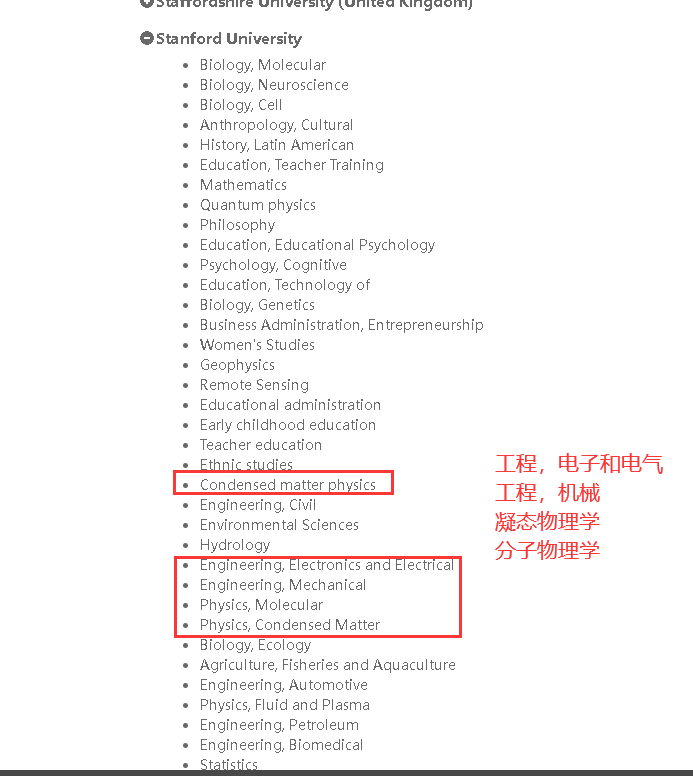 Staffordshire University (United Kingdom)
Stanford University
Biology, Molecular
Biology, Neuroscience
Biology, Cell
Anthropology, Cultural
History, Latin American
Education, Teacher Training
Mathematics
Quantum physics
Philosophy
Education, Educational Psychology
Psychology, Cognitive
Education, Technology of
Biology, Genetics
Business Administration, Entrepreneurship
Women's Studies
Geophysics
Remote Sensing
Educational administration
Early childhood education
Teacher education
Ethnic studies
工程，电子和电气
Condensed matter physics
工程，机械
Engineering, Civil
Environmental Sciences
凝态物理学
Hydrology
分子物理学
Engineering, Electronics and Electrical
Engineering, Mechanical
Physics, Molecular
Physics, Condensed Matter
Biology, Ecology
Agriculture, Fisheries and Aquaculture
Engineering, Automotive
Physics, Fluid and Plasma
Engineering, Petroleum
Engineering, Biomedical
Statistics